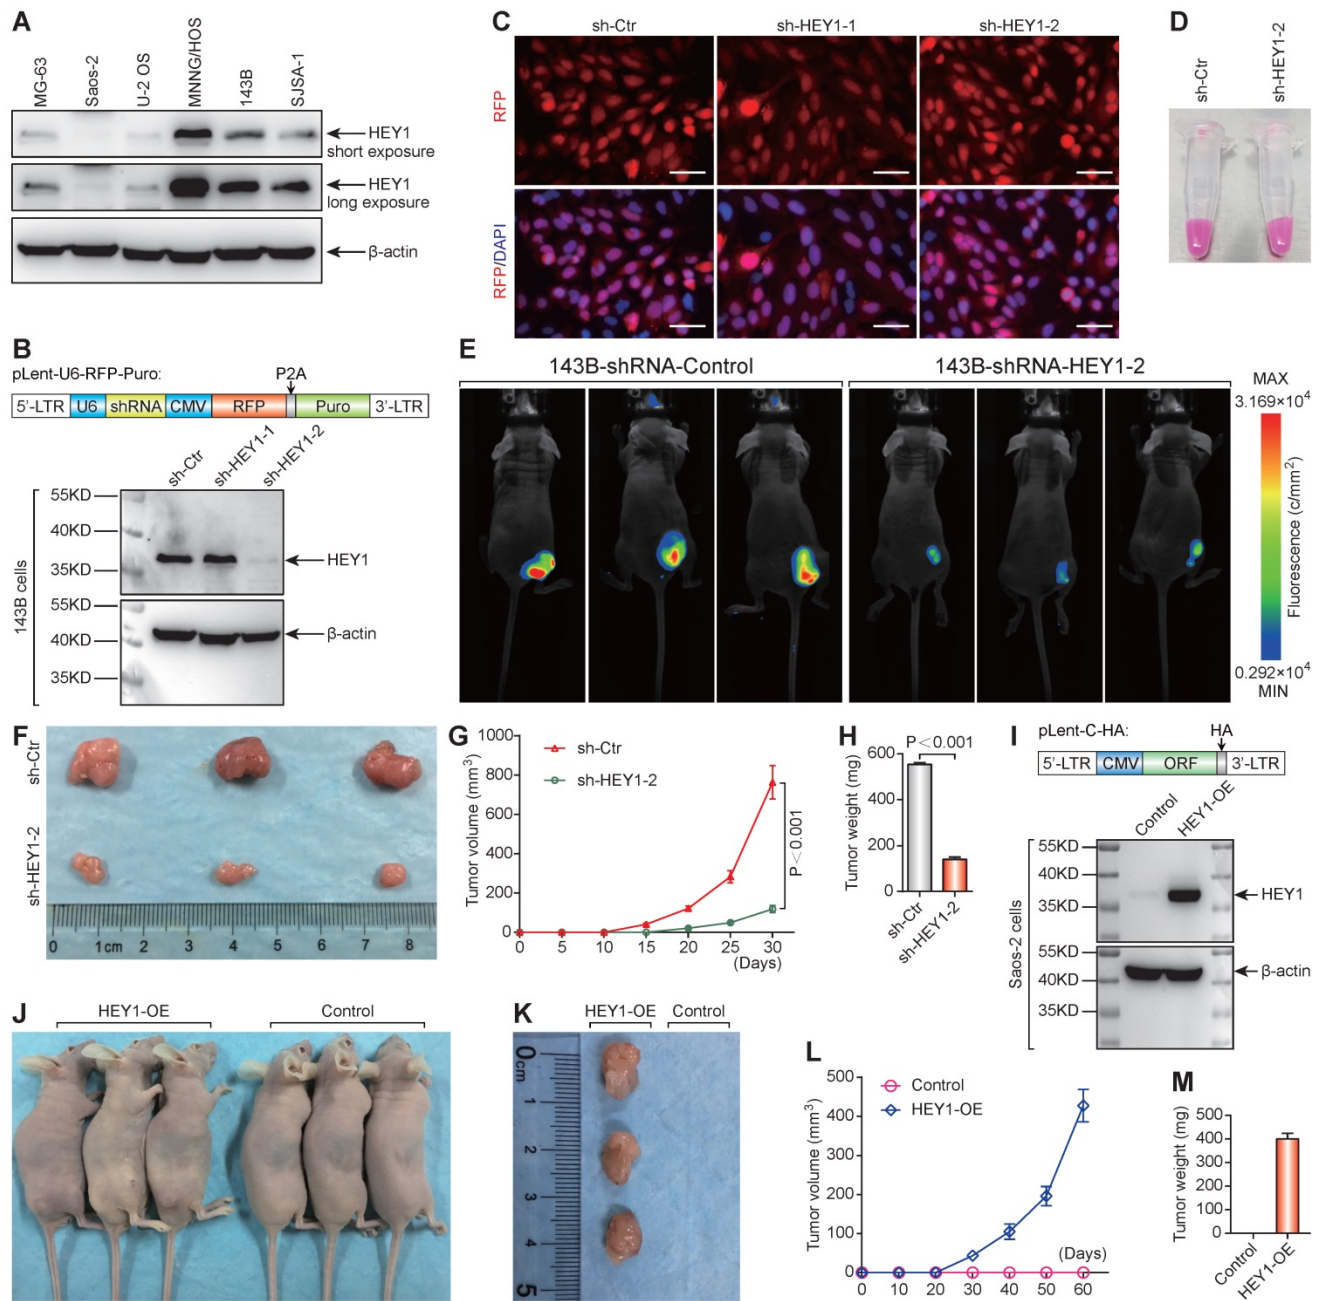 A
MG-63
Saos-2
U-2 OS
MNNG/HOS
143B
SJSA-1
HEY1
short exposure
HEY1
long exposure
β-actin
B
pLent-U6-RFP-Puro:
P2A
5'-LTR U6 shRNA CMV RFP Puro 3'-LTR
sh-Ctr
sh-HEY1-1
sh-HEY1-2
143B cells
55KD
40KD
35KD
HEY1
55KD
40KD
35KD
β-actin
C
sh-Ctr sh-HEY1-1 sh-HEY1-2
RFP
RFP/DAPI
D
sh-Ctr
sh-HEY1-2
E
143B-shRNA-Control 143B-shRNA-HEY1-2
MAX
3.169×10⁴
Fluorescence (c/mm²)
0.292×10⁴
MIN
F
sh-Ctr
sh-HEY1-2
0 1cm 2 3 4 5 6 7 8
G
sh-Ctr
sh-HEY1-2
Tumor volume (mm³)
1000
800
600
400
200
0
0 5 10 15 20 25 30
(Days)
P<0.001
H
P<0.001
Tumor weight (mg)
600
400
200
0
sh-Ctr
sh-HEY1-2
I
pLent-C-HA:
HA
5'-LTR CMV ORF 3'-LTR
Control
HEY1-OE
Saos-2 cells
55KD
40KD
35KD
HEY1
55KD
40KD
35KD
β-actin
J
HEY1-OE Control
K
HEY1-OE Control
0 cm
1
2
3
4
5
L
Control
HEY1-OE
Tumor volume (mm³)
500
400
300
200
100
0
(Days)
0 10 20 30 40 50 60
M
Tumor weight (mg)
500
400
300
200
100
0
Control
HEY1-OE